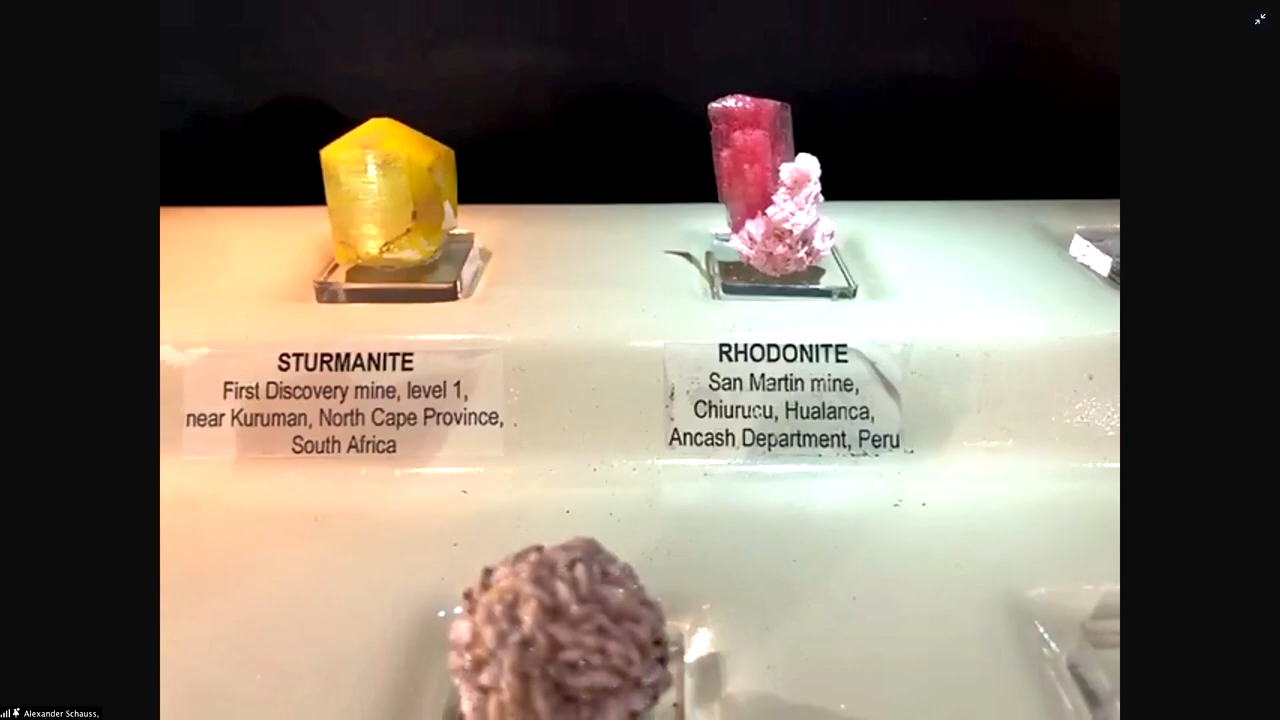 STURMANITE
First Discovery mine, level 1,
near Kuruman, North Cape Province,
South Africa
RHODONITE
San Martin mine,
Chiurucu, Hualanca,
Ancash Department, Peru
Alexander Schauss,